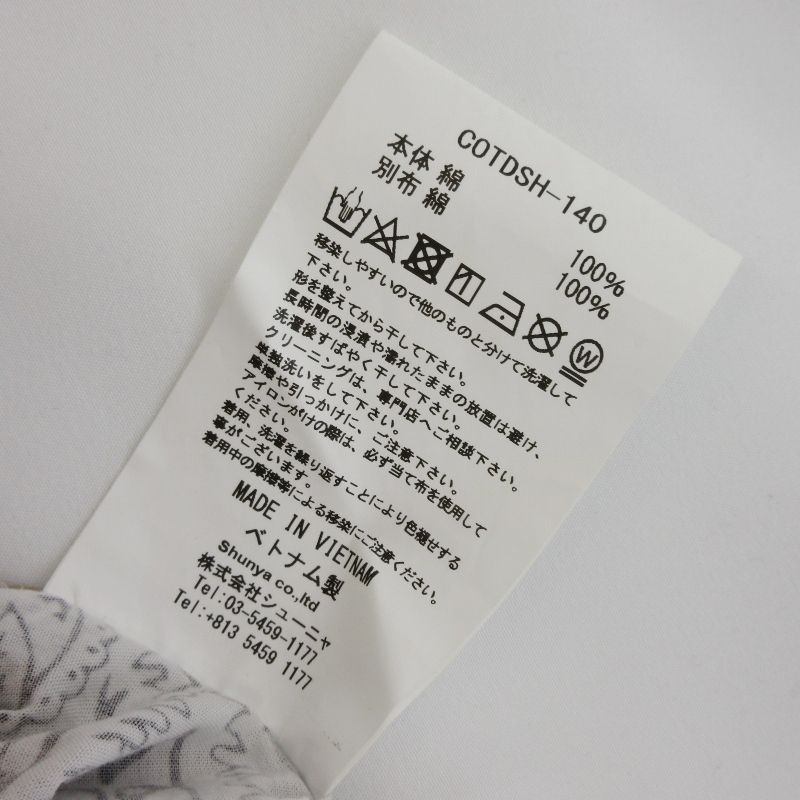 COTDSH-140
本体 綿 100%
別布 綿 100%
移染しやすいので他のものと分けて洗濯して
下さい。
形を整えてから干して下さい。
長時間の浸漬や濡れたままの放置は避け、
洗濯後すばやく干して下さい。
クリーニングは、専門店へご相談下さい。
単独洗いをして下さい。
摩擦や引っかけに、ご注意下さい。
アイロンがけの際は、必ず当て布を使用して
ください。
着用、洗濯を繰り返すことにより色褪せする
事がございます。
着用中の摩擦等による移染にご注意ください。
MADE IN VIETNAM
ベトナム製
Shunya co.,ltd
株式会社シューニャ
Tel:03-5459-1177
Tel:+813 5459 1177